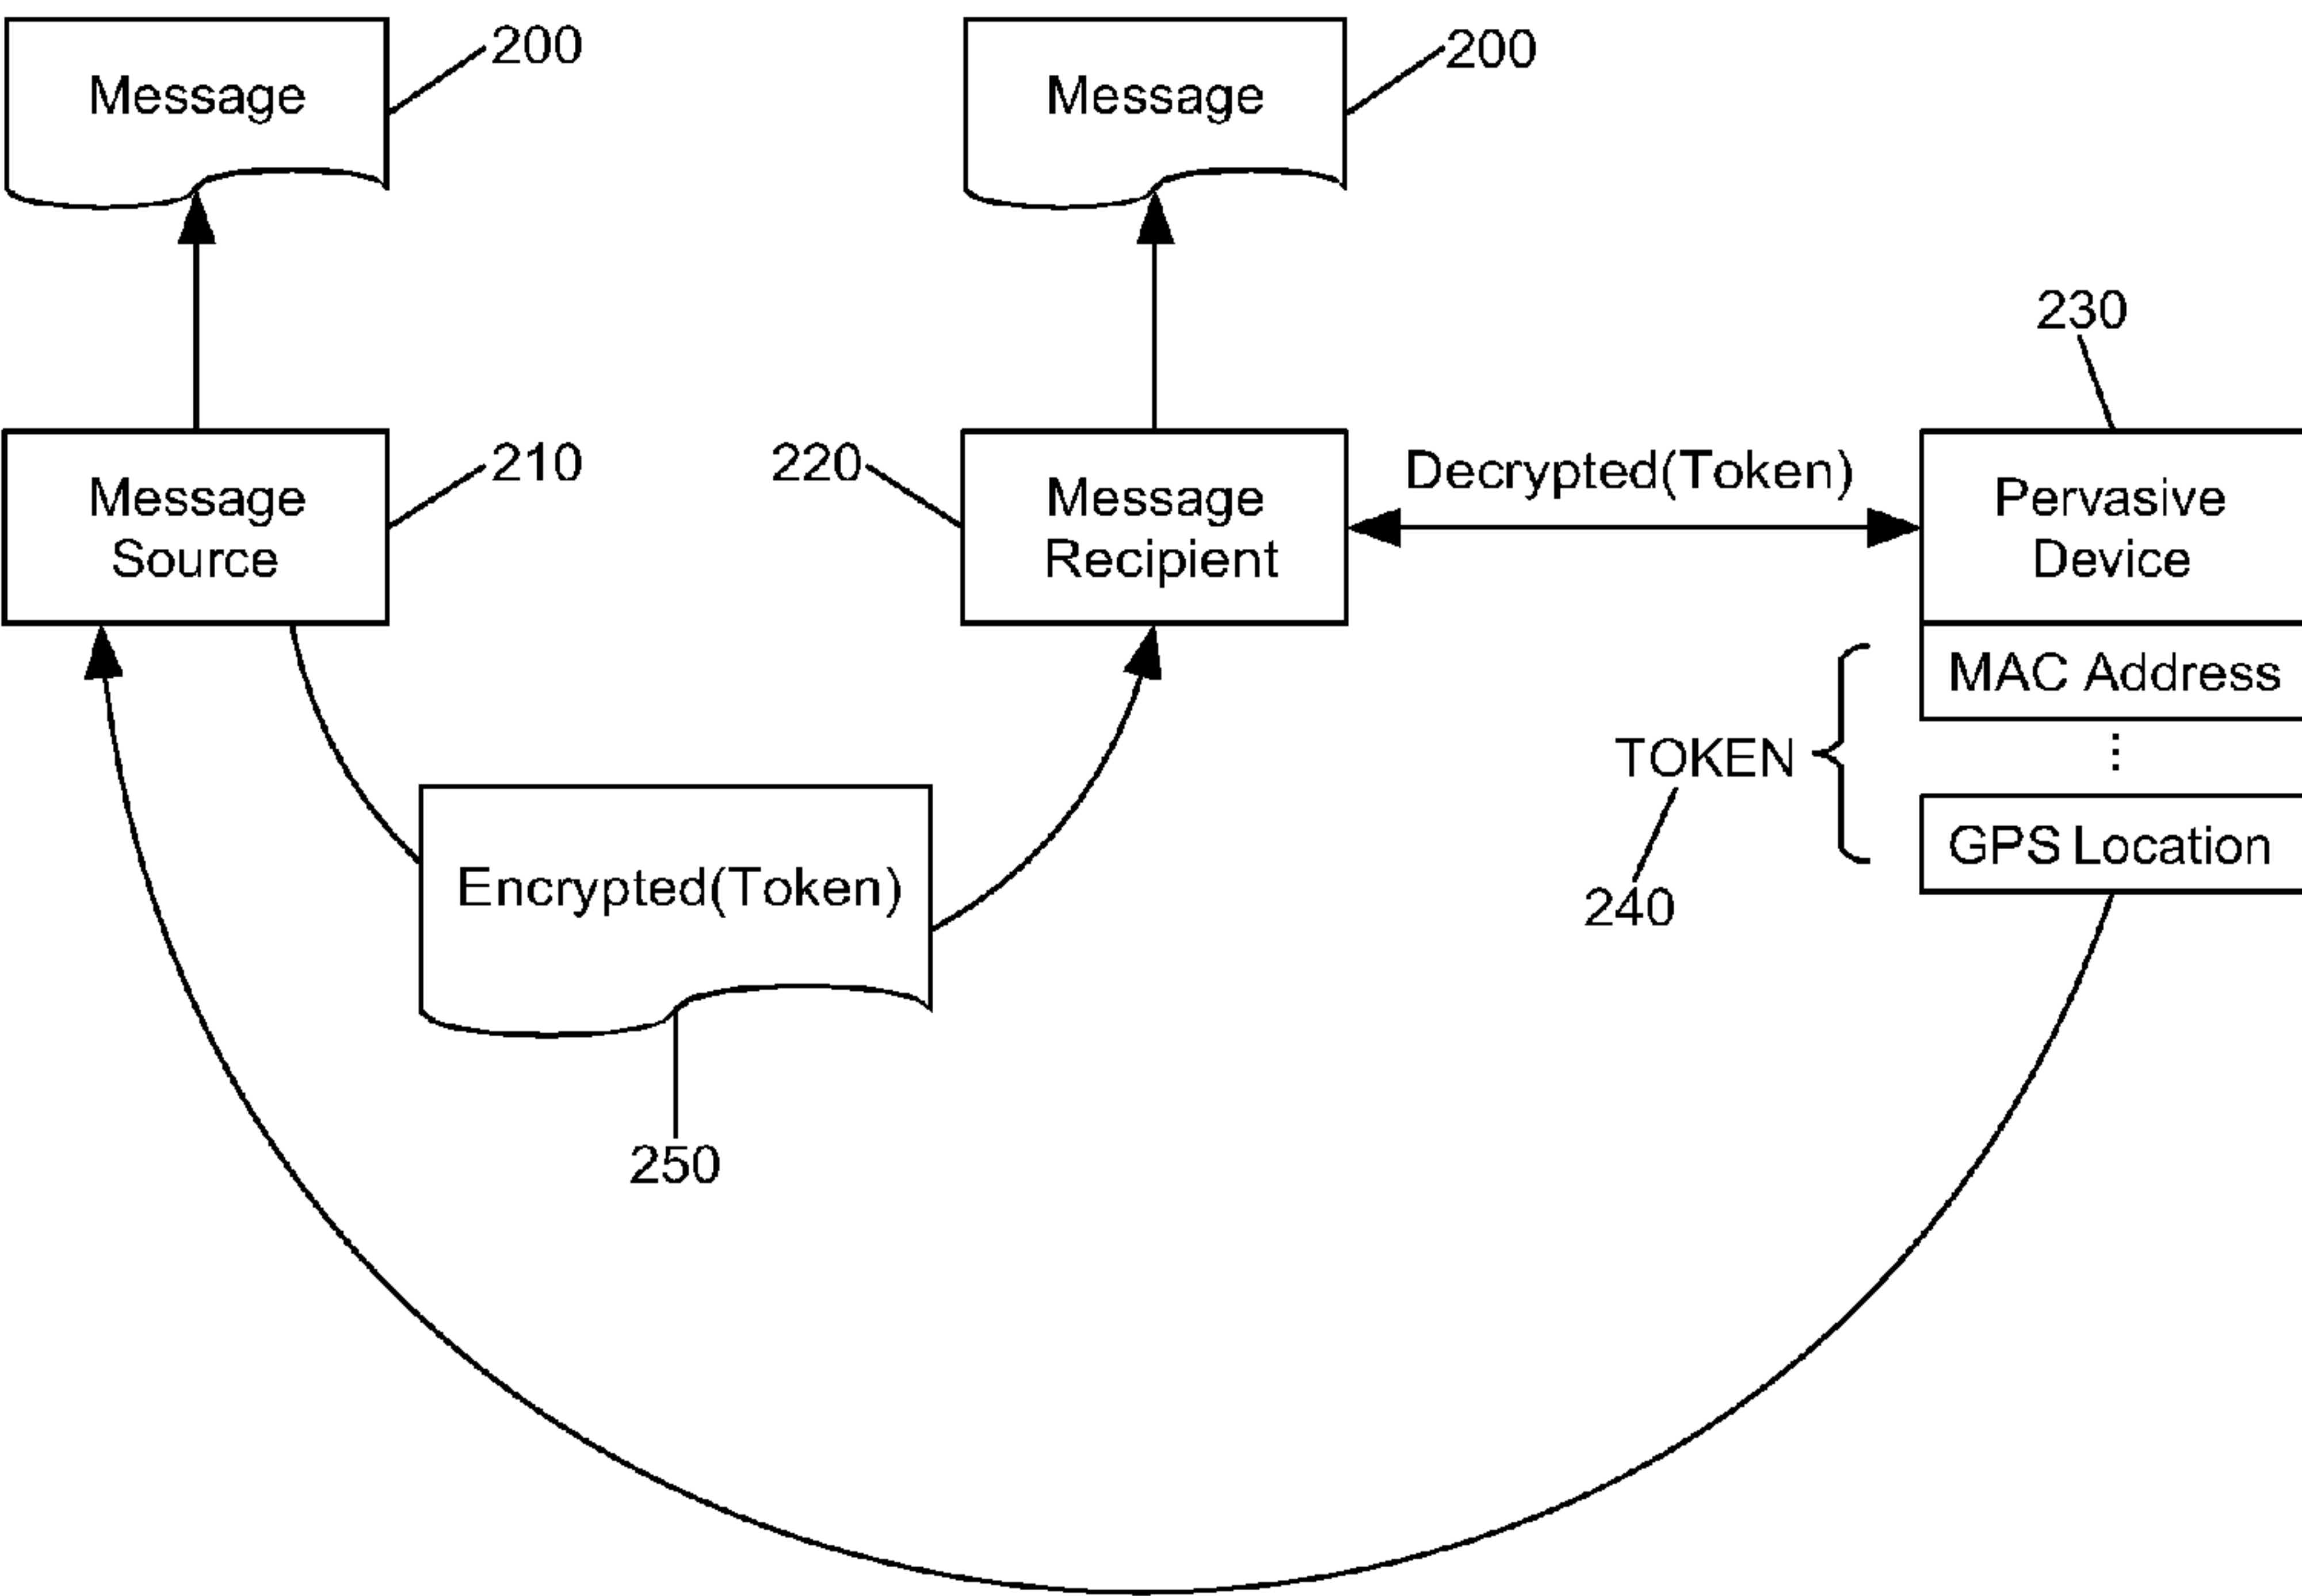 Message
200
Message
200
230
Message
Source
210
220
Message
Recipient
Decrypted(Token)
Pervasive
Device
MAC Address
TOKEN
⋮
GPS Location
240
Encrypted(Token)
250